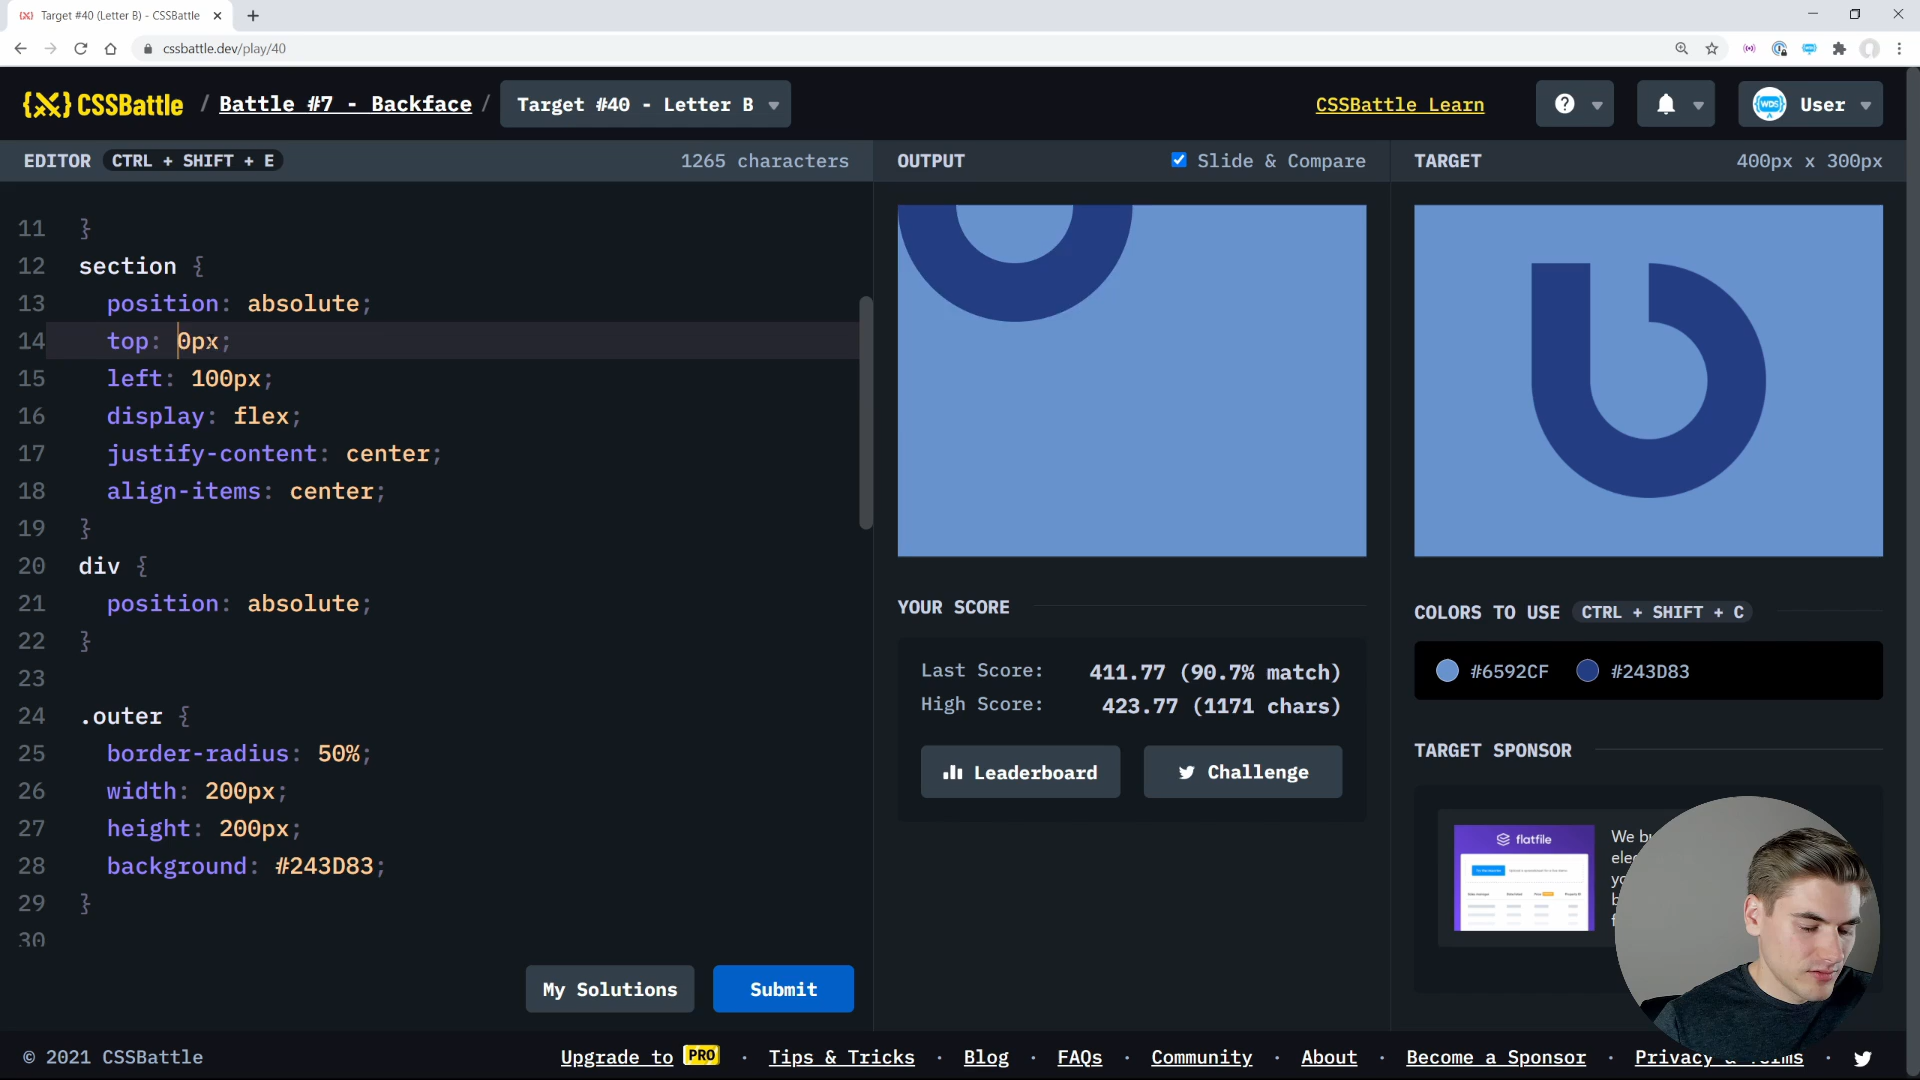 Target #40 (Letter B) - CSSBattle
cssbattle.dev/play/40
CSSBattle / Battle #7 - Backface / Target #40 - Letter B
CSSBattle Learn
User
EDITOR CTRL + SHIFT + E 1265 characters
OUTPUT Slide & Compare
TARGET 400px x 300px
11 }
12 section {
13 position: absolute;
14 top: 0px;
15 left: 100px;
16 display: flex;
17 justify-content: center;
18 align-items: center;
19 }
20 div {
21 position: absolute;
22 }
23
24 .outer {
25 border-radius: 50%;
26 width: 200px;
27 height: 200px;
28 background: #243D83;
29 }
30
My Solutions Submit
YOUR SCORE
Last Score: 411.77 (90.7% match)
High Score: 423.77 (1171 chars)
Leaderboard Challenge
COLORS TO USE CTRL + SHIFT + C
#6592CF #243D83
TARGET SPONSOR
flatfile
We
© 2021 CSSBattle
Upgrade to PRO · Tips & Tricks · Blog · FAQs · Community · About · Become a Sponsor · Privacy & Terms ·